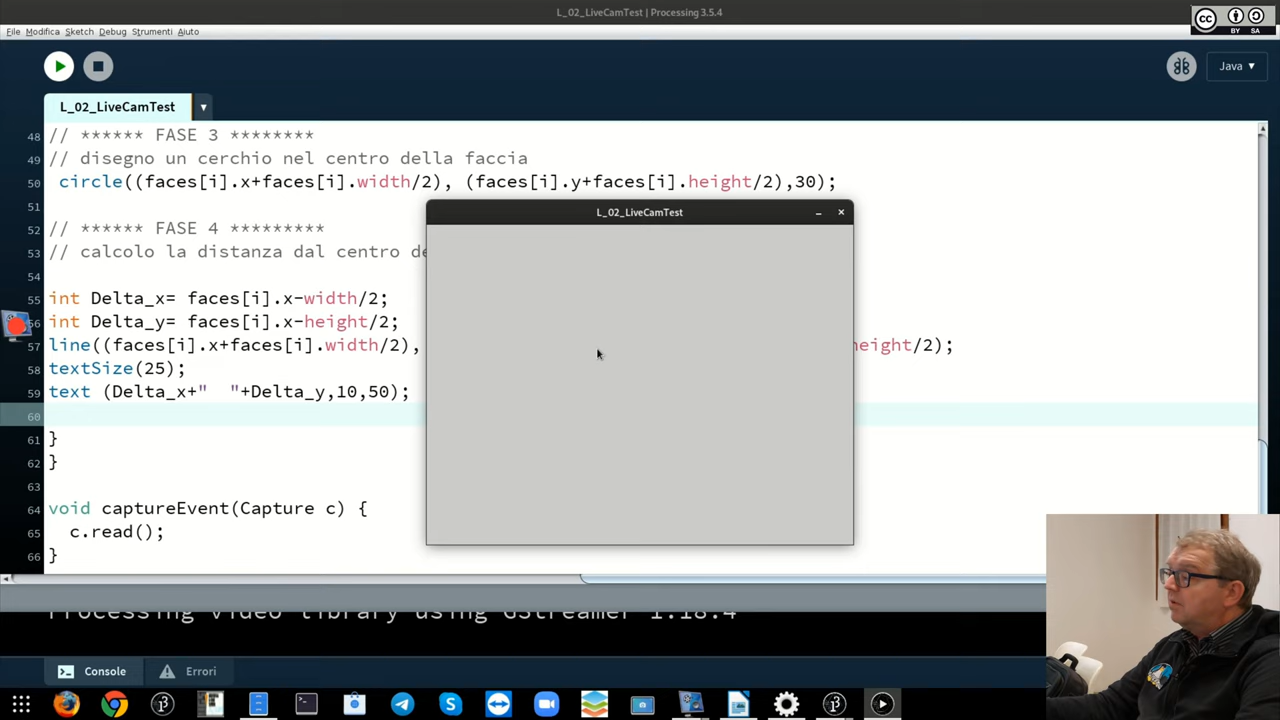 L_02_LiveCamTest | Processing 3.5.4
CC BY SA
File Modifica Sketch Debug Strumenti Aiuto
Java ▾
L_02_LiveCamTest
48 // ****** FASE 3 ********
49 // disegno un cerchio nel centro della faccia
50 circle((faces[i].x+faces[i].width/2), (faces[i].y+faces[i].height/2),30);
51
52 // ****** FASE 4 *********
53 // calcolo la distanza dal centro de
54
55 int Delta_x= faces[i].x-width/2;
56 int Delta_y= faces[i].x-height/2;
57 line((faces[i].x+faces[i].width/2), eight/2);
58 textSize(25);
59 text (Delta_x+"  "+Delta_y,10,50);
60
61 }
62 }
63
64 void captureEvent(Capture c) {
65 c.read();
66 }
L_02_LiveCamTest
Processing video library using GStreamer 1.18.4
Console Errori